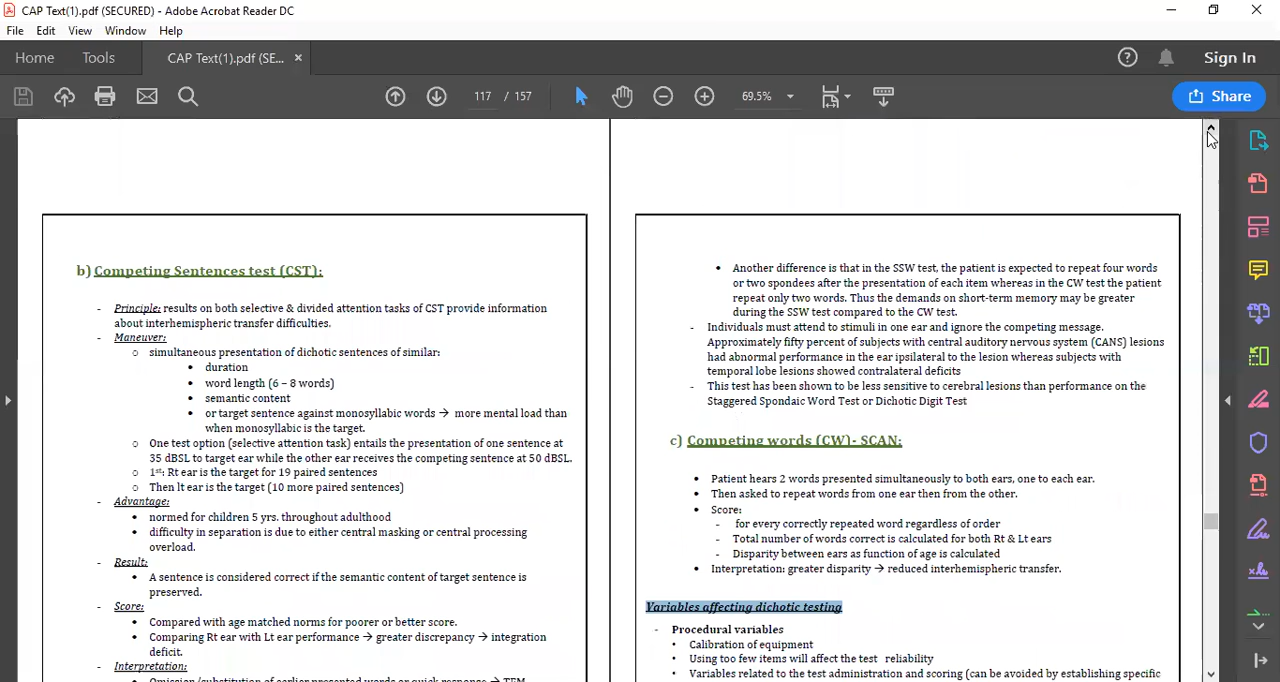 CAP Text(1).pdf (SECURED) - Adobe Acrobat Reader DC
File Edit View Window Help
Home Tools CAP Text(1).pdf (SE... × Sign In
117 / 157 69.5% Share
b) Competing Sentences test (CST):
- Principle: results on both selective & divided attention tasks of CST provide information
about interhemispheric transfer difficulties.
- Maneuver:
o simultaneous presentation of dichotic sentences of similar:
• duration
• word length (6 – 8 words)
• semantic content
• or target sentence against monosyllabic words → more mental load than
when monosyllabic is the target.
o One test option (selective attention task) entails the presentation of one sentence at
35 dBSL to target ear while the other ear receives the competing sentence at 50 dBSL.
o 1st: Rt ear is the target for 19 paired sentences
o Then lt ear is the target (10 more paired sentences)
- Advantage:
• normed for children 5 yrs. throughout adulthood
• difficulty in separation is due to either central masking or central processing
overload.
- Result:
• A sentence is considered correct if the semantic content of target sentence is
preserved.
- Score:
• Compared with age matched norms for poorer or better score.
• Comparing Rt ear with Lt ear performance → greater discrepancy → integration
deficit.
- Interpretation:
• Omission/substitution of earlier presented words or quick response → TFM
• Another difference is that in the SSW test, the patient is expected to repeat four words
or two spondees after the presentation of each item whereas in the CW test the patient
repeat only two words. Thus the demands on short-term memory may be greater
during the SSW test compared to the CW test.
- Individuals must attend to stimuli in one ear and ignore the competing message.
Approximately fifty percent of subjects with central auditory nervous system (CANS) lesions
had abnormal performance in the ear ipsilateral to the lesion whereas subjects with
temporal lobe lesions showed contralateral deficits
- This test has been shown to be less sensitive to cerebral lesions than performance on the
Staggered Spondaic Word Test or Dichotic Digit Test
c) Competing words (CW)- SCAN:
• Patient hears 2 words presented simultaneously to both ears, one to each ear.
• Then asked to repeat words from one ear then from the other.
• Score:
- for every correctly repeated word regardless of order
- Total number of words correct is calculated for both Rt & Lt ears
- Disparity between ears as function of age is calculated
• Interpretation: greater disparity → reduced interhemispheric transfer.
Variables affecting dichotic testing
- Procedural variables
• Calibration of equipment
• Using too few items will affect the test reliability
• Variables related to the test administration and scoring (can be avoided by establishing specific